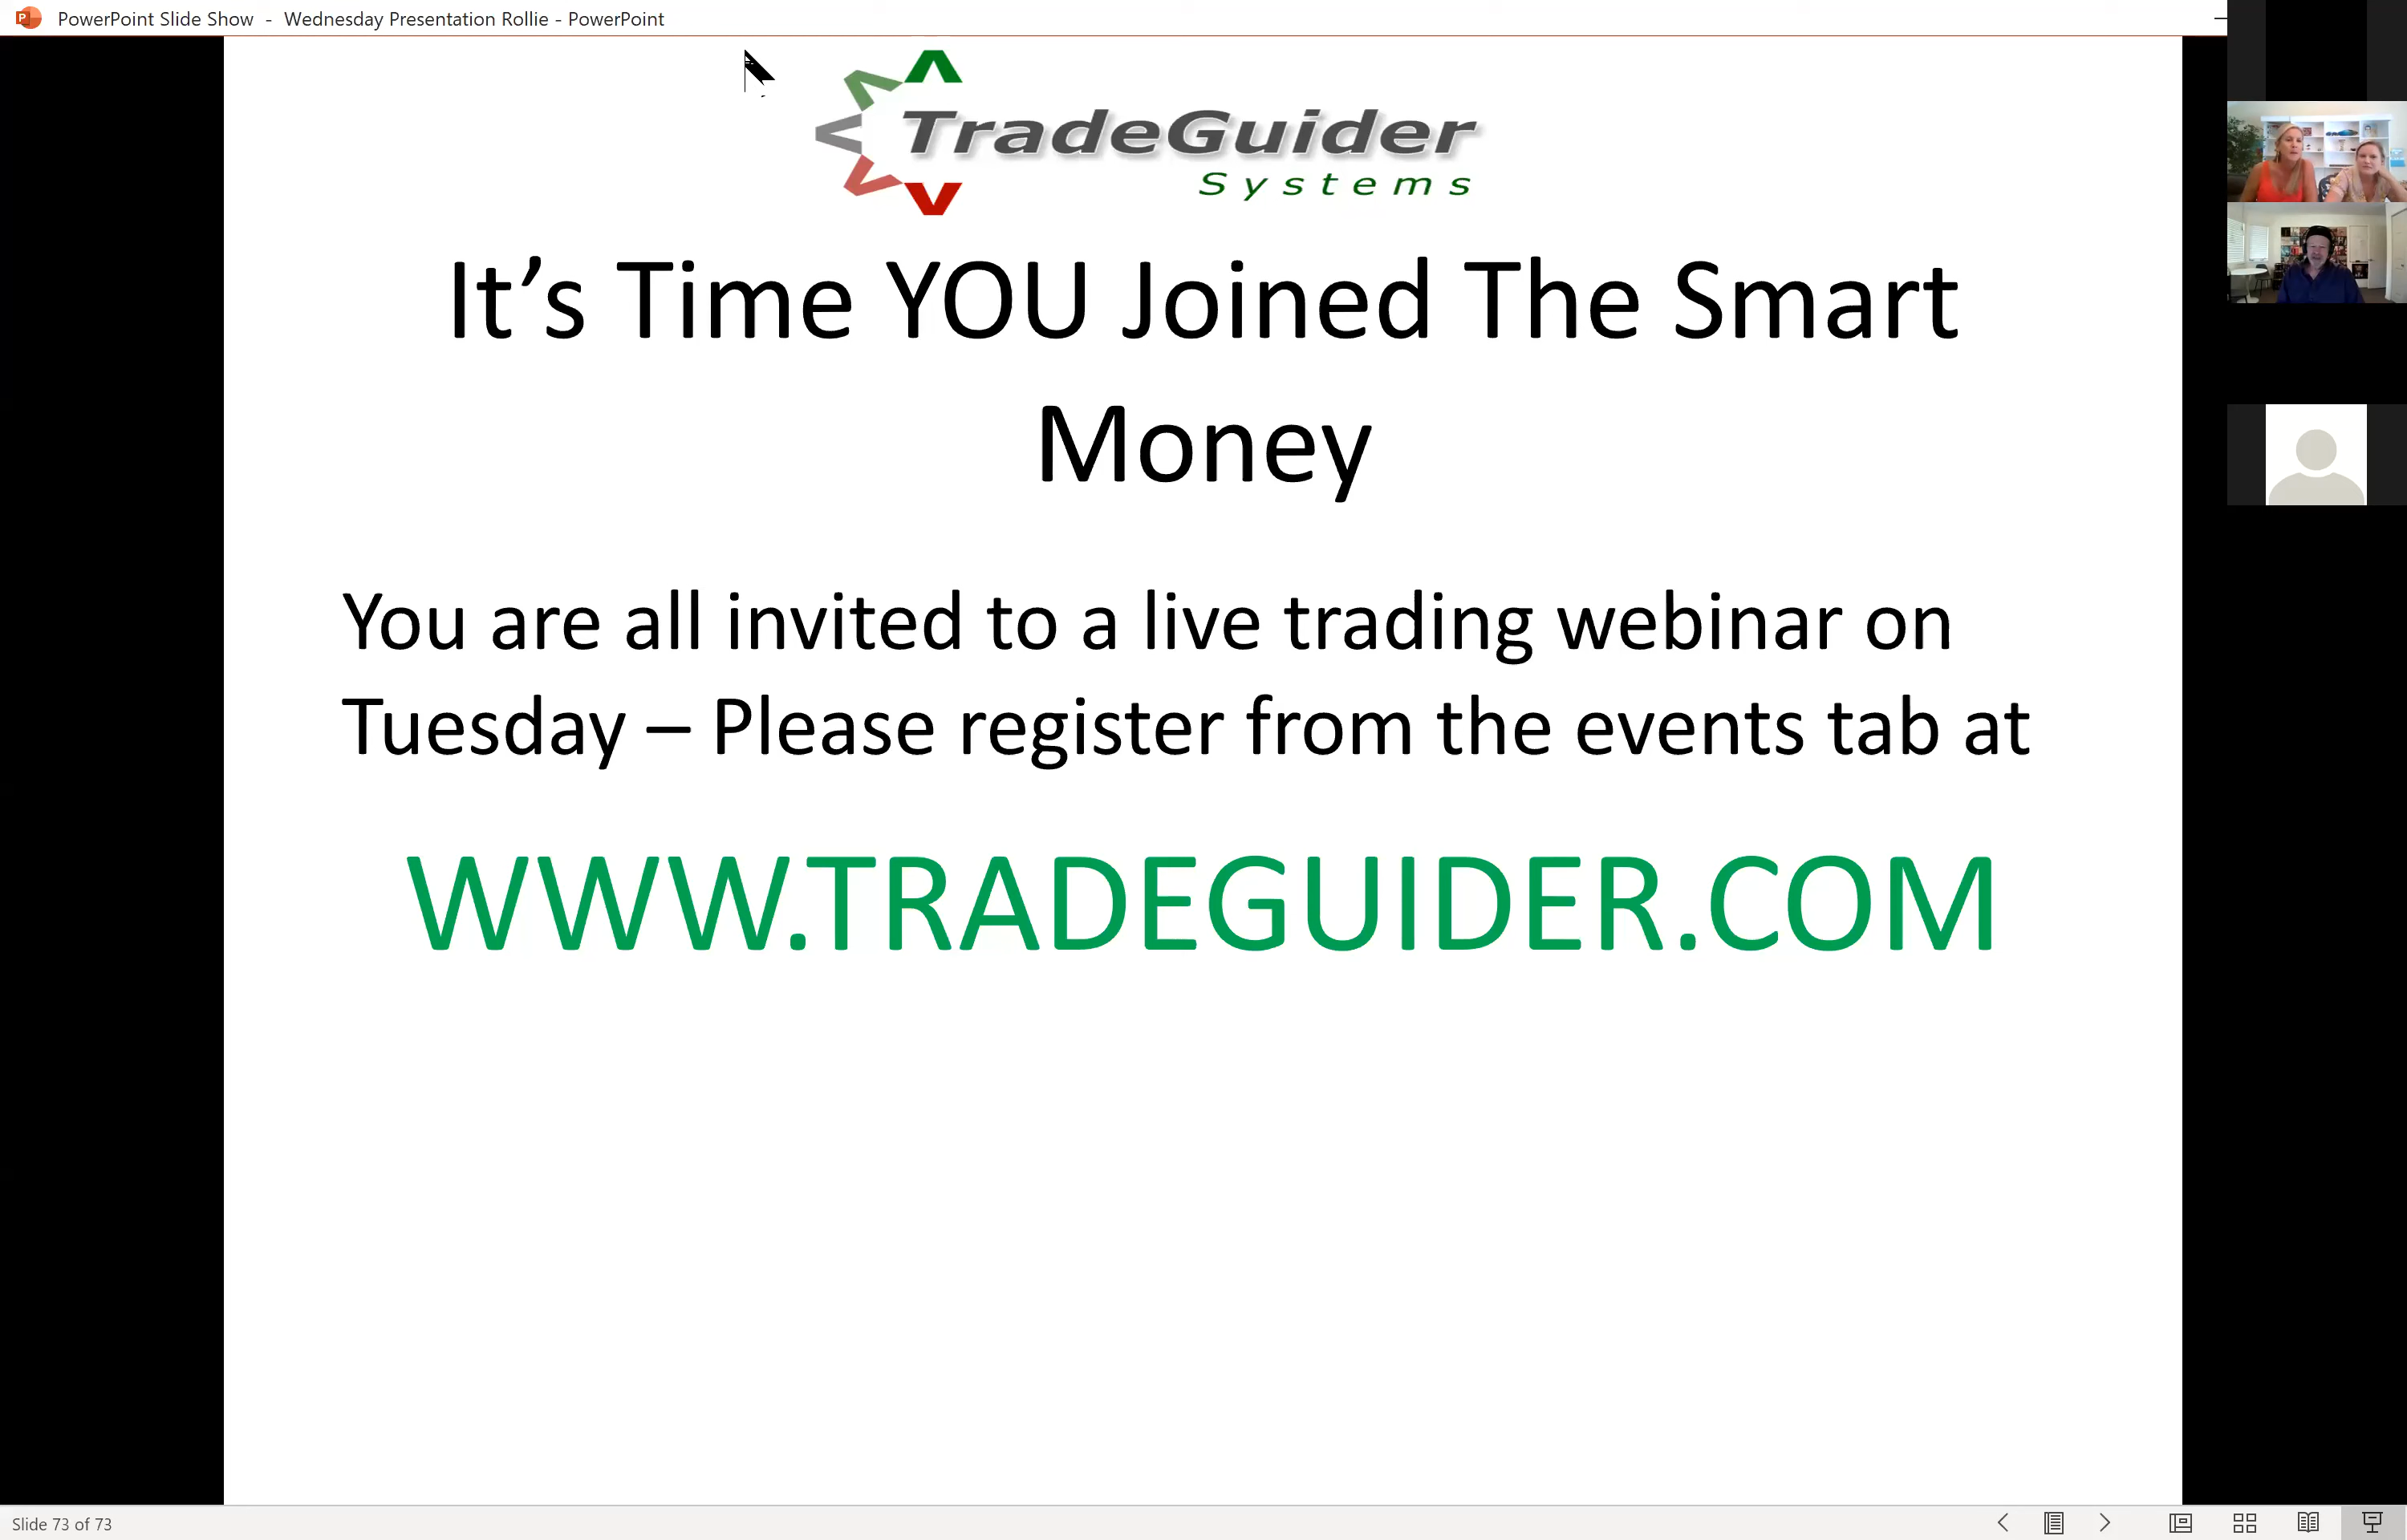 PowerPoint Slide Show - Wednesday Presentation Rollie - PowerPoint
TradeGuider
Systems
It’s Time YOU Joined The Smart
Money
You are all invited to a live trading webinar on
Tuesday – Please register from the events tab at
WWW.TRADEGUIDER.COM
Slide 73 of 73